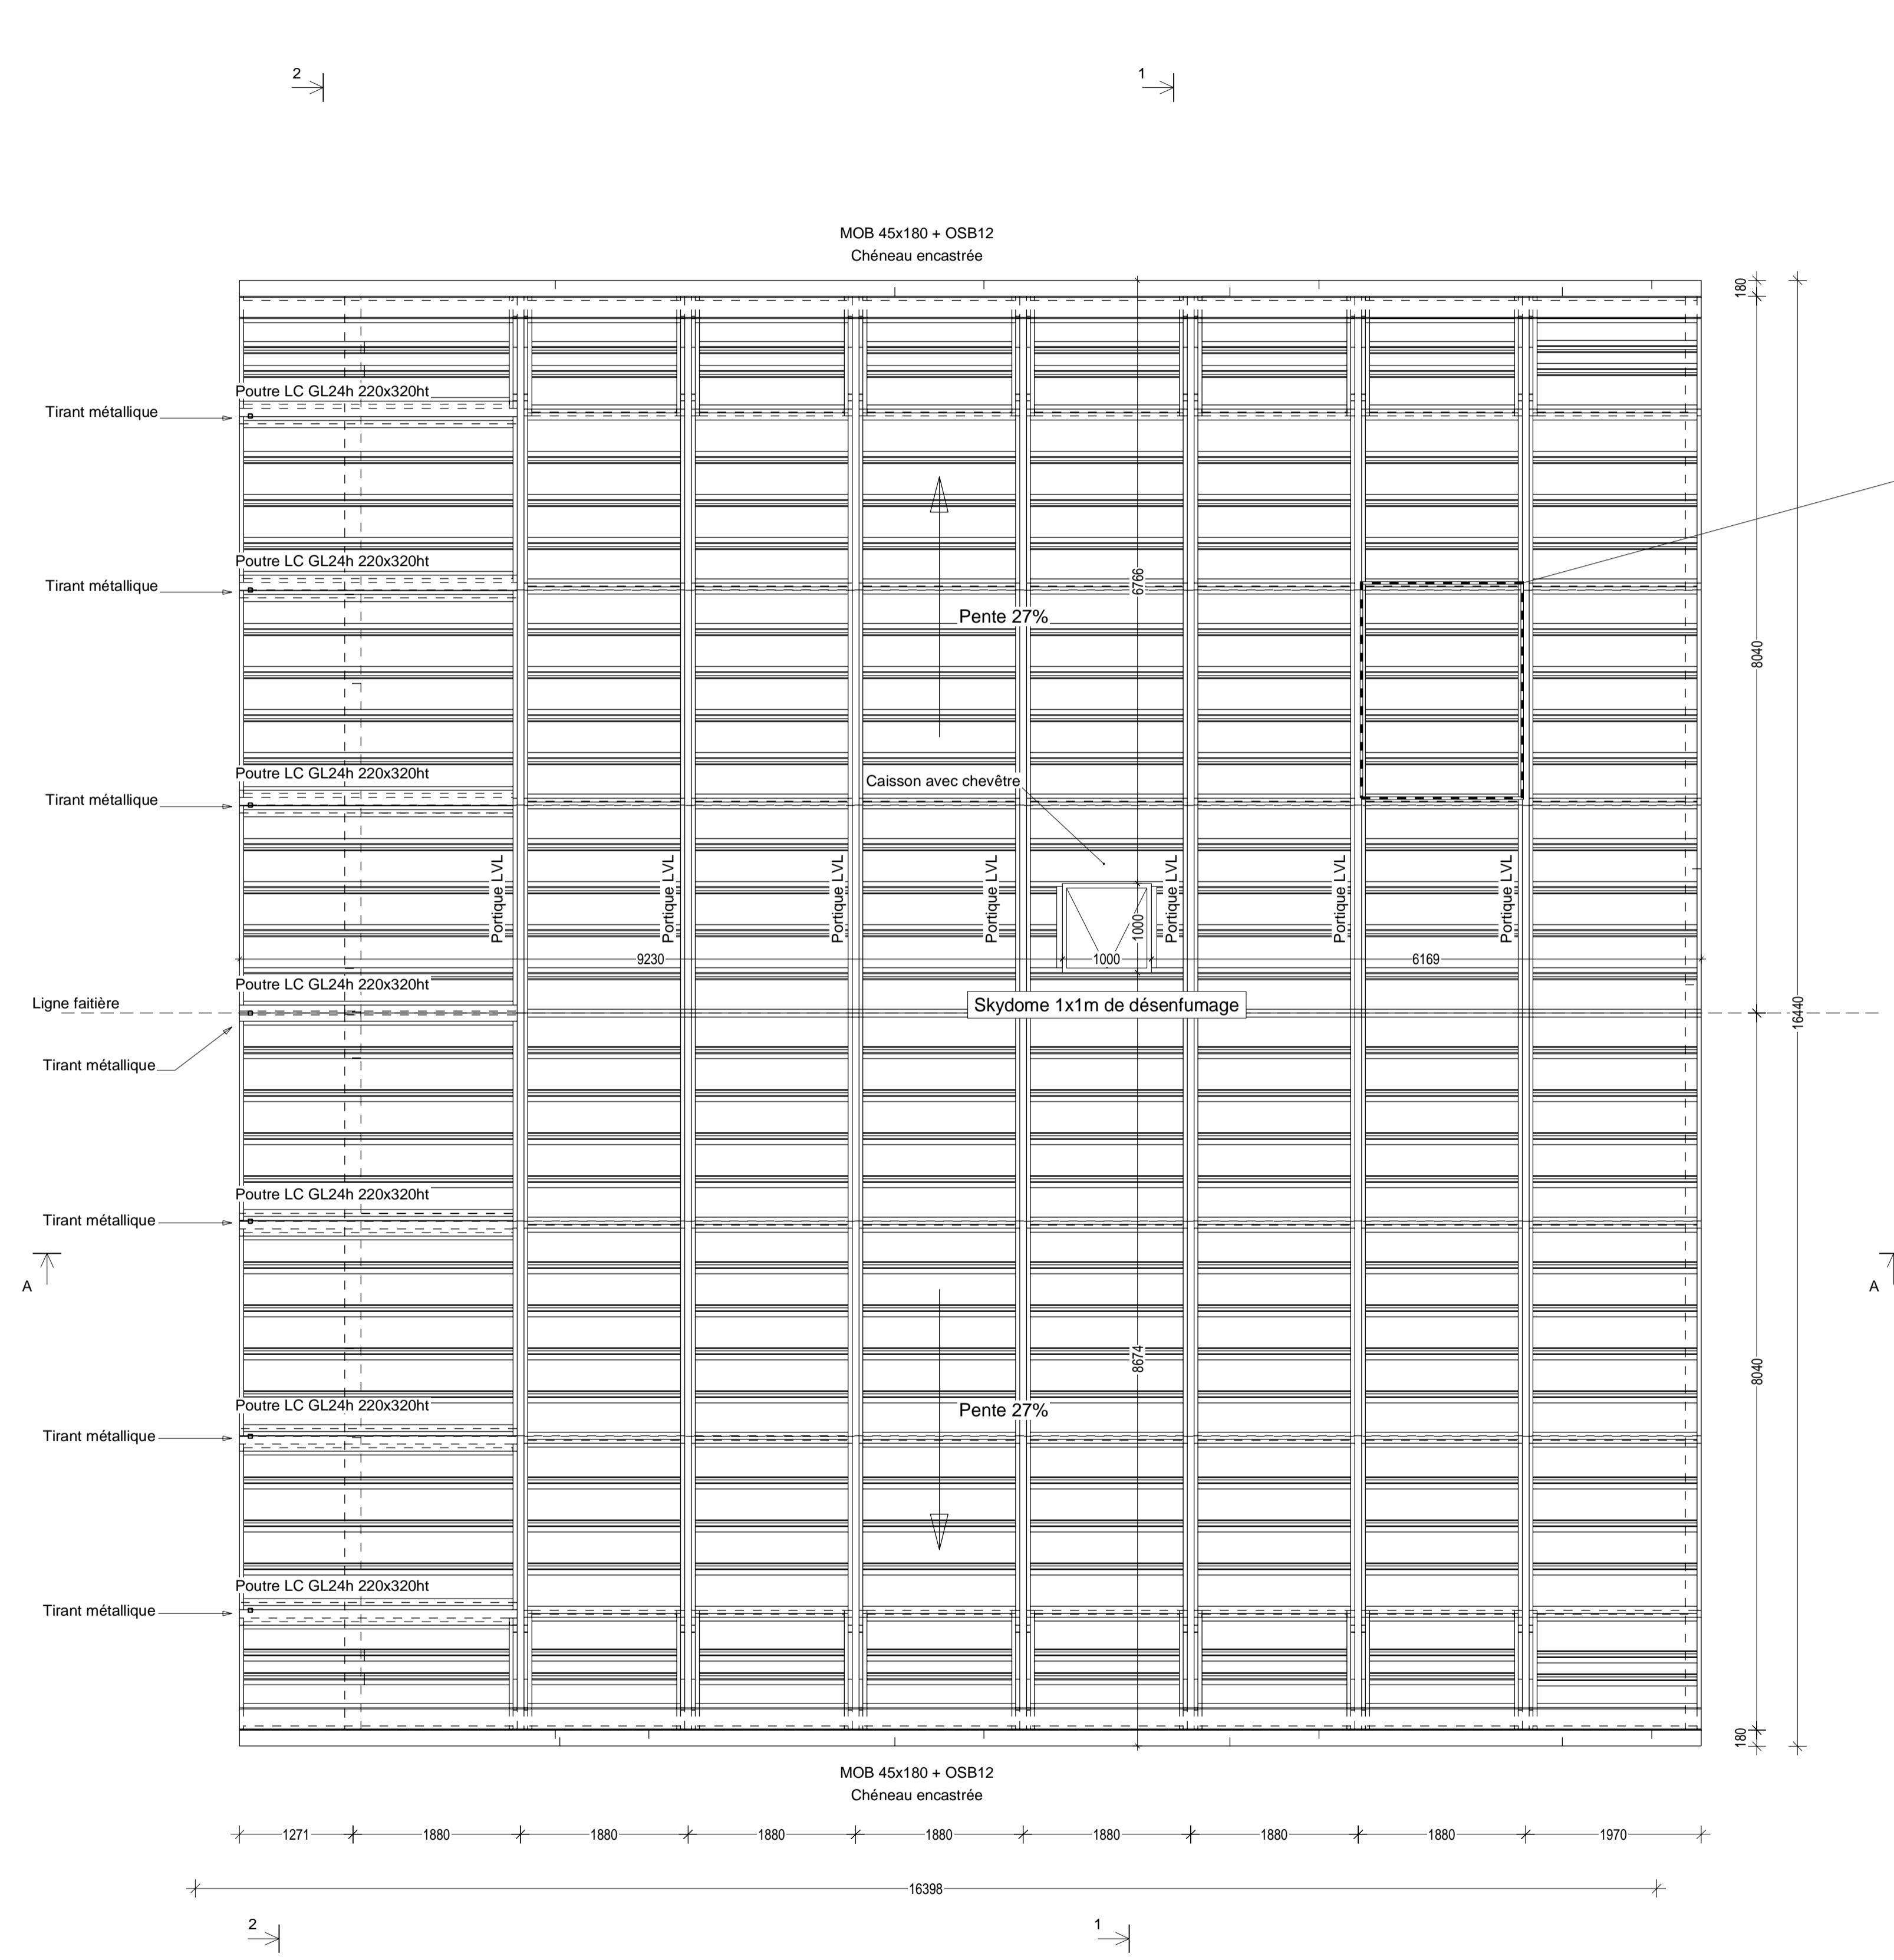 2
1
MOB 45x180 + OSB12
Chéneau encastrée
180
Poutre LC GL24h 220x320ht
Tirant métallique
Poutre LC GL24h 220x320ht
Tirant métallique
6766
Pente 27%
8040
Poutre LC GL24h 220x320ht
Tirant métallique
Caisson avec chevêtre
Portique LVL
Portique LVL
Portique LVL
Portique LVL
Portique LVL
Portique LVL
Portique LVL
1000
9230
1000
6169
Poutre LC GL24h 220x320ht
Ligne faitière
Skydome 1x1m de désenfumage
16440
Tirant métallique
Poutre LC GL24h 220x320ht
Tirant métallique
A
A
8674
8040
Poutre LC GL24h 220x320ht
Pente 27%
Tirant métallique
Poutre LC GL24h 220x320ht
Tirant métallique
180
MOB 45x180 + OSB12
Chéneau encastrée
1271
1880
1880
1880
1880
1880
1880
1880
1970
16398
2
1